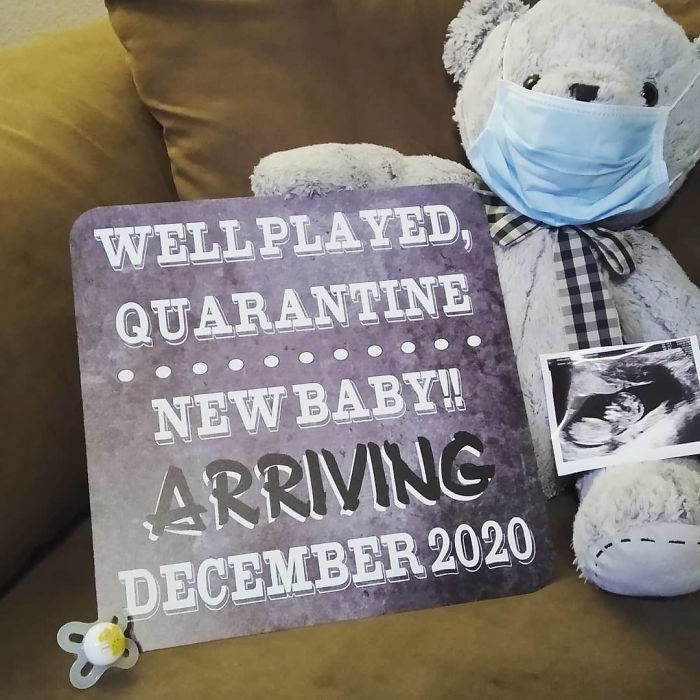 WELL PLAYED,
QUARANTINE
NEW BABY!!
ARRIVING
DECEMBER 2020